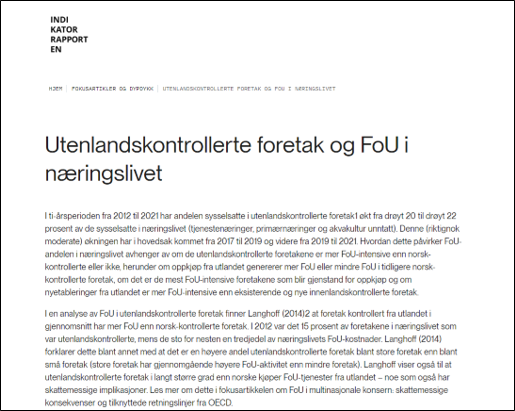 INDI
KATOR
RAPPORT
EN
HJEM | FOKUSARTIKLER OG DYPDYKK | UTENLANDSKONTROLLERTE FORETAK OG FOU I NÆRINGSLIVET
Utenlandskontrollerte foretak og FoU i
næringslivet
I ti-årsperioden fra 2012 til 2021 har andelen sysselsatte i utenlandskontrollerte foretak1 økt fra drøyt 20 til drøyt 22
prosent av de sysselsatte i næringslivet (tjenestenæringer, primærnæringer og akvakultur unntatt). Denne (riktignok
moderate) økningen har i hovedsak kommet fra 2017 til 2019 og videre fra 2019 til 2021. Hvordan dette påvirker FoU-
andelen i næringslivet avhenger av om de utenlandskontrollerte foretakene er mer FoU-intensive enn norsk-
kontrollerte eller ikke, herunder om oppkjøp fra utlandet genererer mer FoU eller mindre FoU i tidligere norsk-
kontrollerte foretak, om det er de mest FoU-intensive foretakene som blir gjenstand for oppkjøp og om
nyetableringer fra utlandet er mer FoU-intensiv enn eksisterende og nye innenlandskontrollerte foretak.
I en analyse av FoU i utenlandskontrollerte foretak finner Langhoff (2014)2 at foretak kontrollert fra utlandet i
gjennomsnitt har mer FoU enn norsk-kontrollerte foretak. I 2012 var det 15 prosent av foretakene i næringslivet som
var utenlandskontrollerte, mens de sto for nesten en tredjedel av næringslivets FoU-kostnader. Langhoff (2014)
forklarer dette blant annet med at det er en høyere andel utenlandskontrollerte foretak blant store foretak enn blant
små foretak (store foretak har gjennomgående høyere FoU-aktivitet enn mindre foretak). Langhoff viser også til at
utenlandskontrollerte foretak i langt større grad enn norske kjøper FoU-tjenester fra utlandet – noe som også har
skattemessige implikasjoner. Les mer om dette i fokusartikkelen om FoU i multinasjonale konsern: skattemessige
konsekvenser og tilknyttede retningslinjer fra OECD.